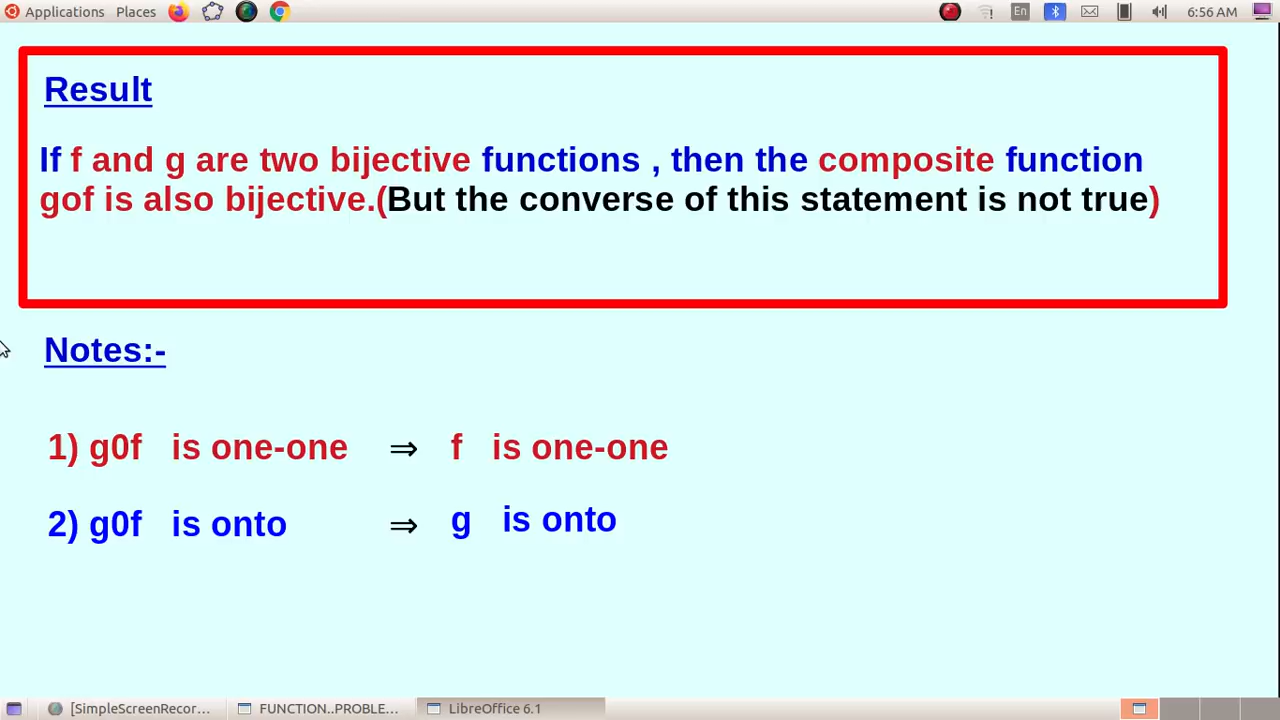 Applications Places En 6:56 AM
Result
If f and g are two bijective functions , then the composite function
gof is also bijective.(But the converse of this statement is not true)
Notes:-
1) g0f is one-one ⇒ f is one-one
2) g0f is onto ⇒ g is onto
[SimpleScreenRecor... FUNCTION..PROBLE... LibreOffice 6.1